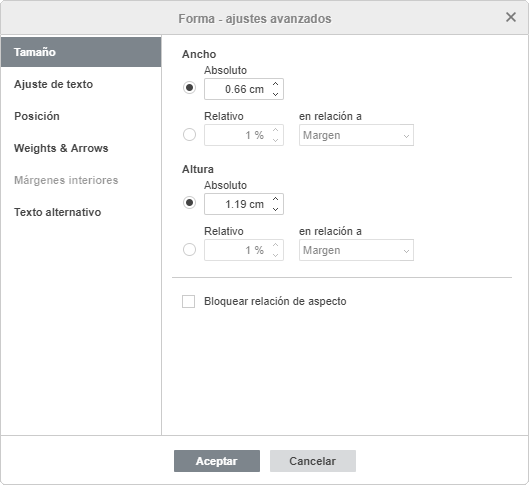 Forma - ajustes avanzados
Tamaño
Ajuste de texto
Posición
Weights & Arrows
Márgenes interiores
Texto alternativo
Ancho
Absoluto
0.66 cm
Relativo en relación a
1 % Margen
Altura
Absoluto
1.19 cm
Relativo en relación a
1 % Margen
Bloquear relación de aspecto
Aceptar Cancelar